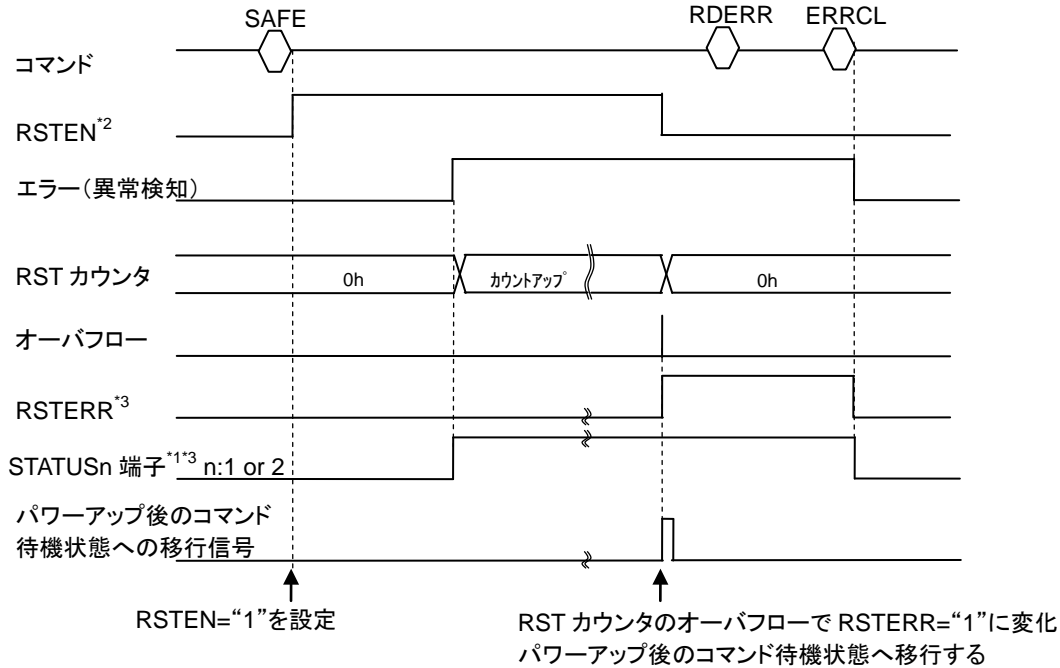 SAFE RDERR ERRCL
コマンド
RSTEN*2
エラー(異常検知)
RST カウンタ 0h カウントアップ 0h
オーバフロー
RSTERR*3
STATUSn 端子*1*3 n:1 or 2
パワーアップ後のコマンド
待機状態への移行信号
RSTEN=“1”を設定
RST カウンタのオーバフローで RSTERR=“1”に変化
パワーアップ後のコマンド待機状態へ移行する